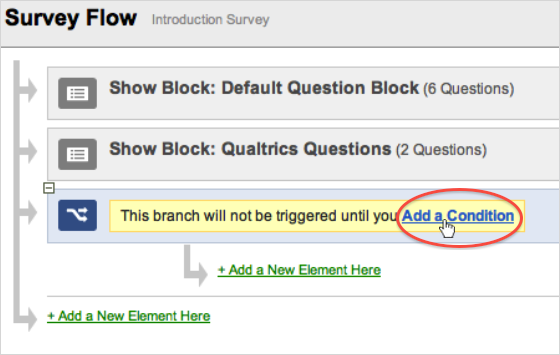 Survey Flow Introduction Survey
Show Block: Default Question Block (6 Questions)
Show Block: Qualtrics Questions (2 Questions)
This branch will not be triggered until you Add a Condition
+ Add a New Element Here
+ Add a New Element Here